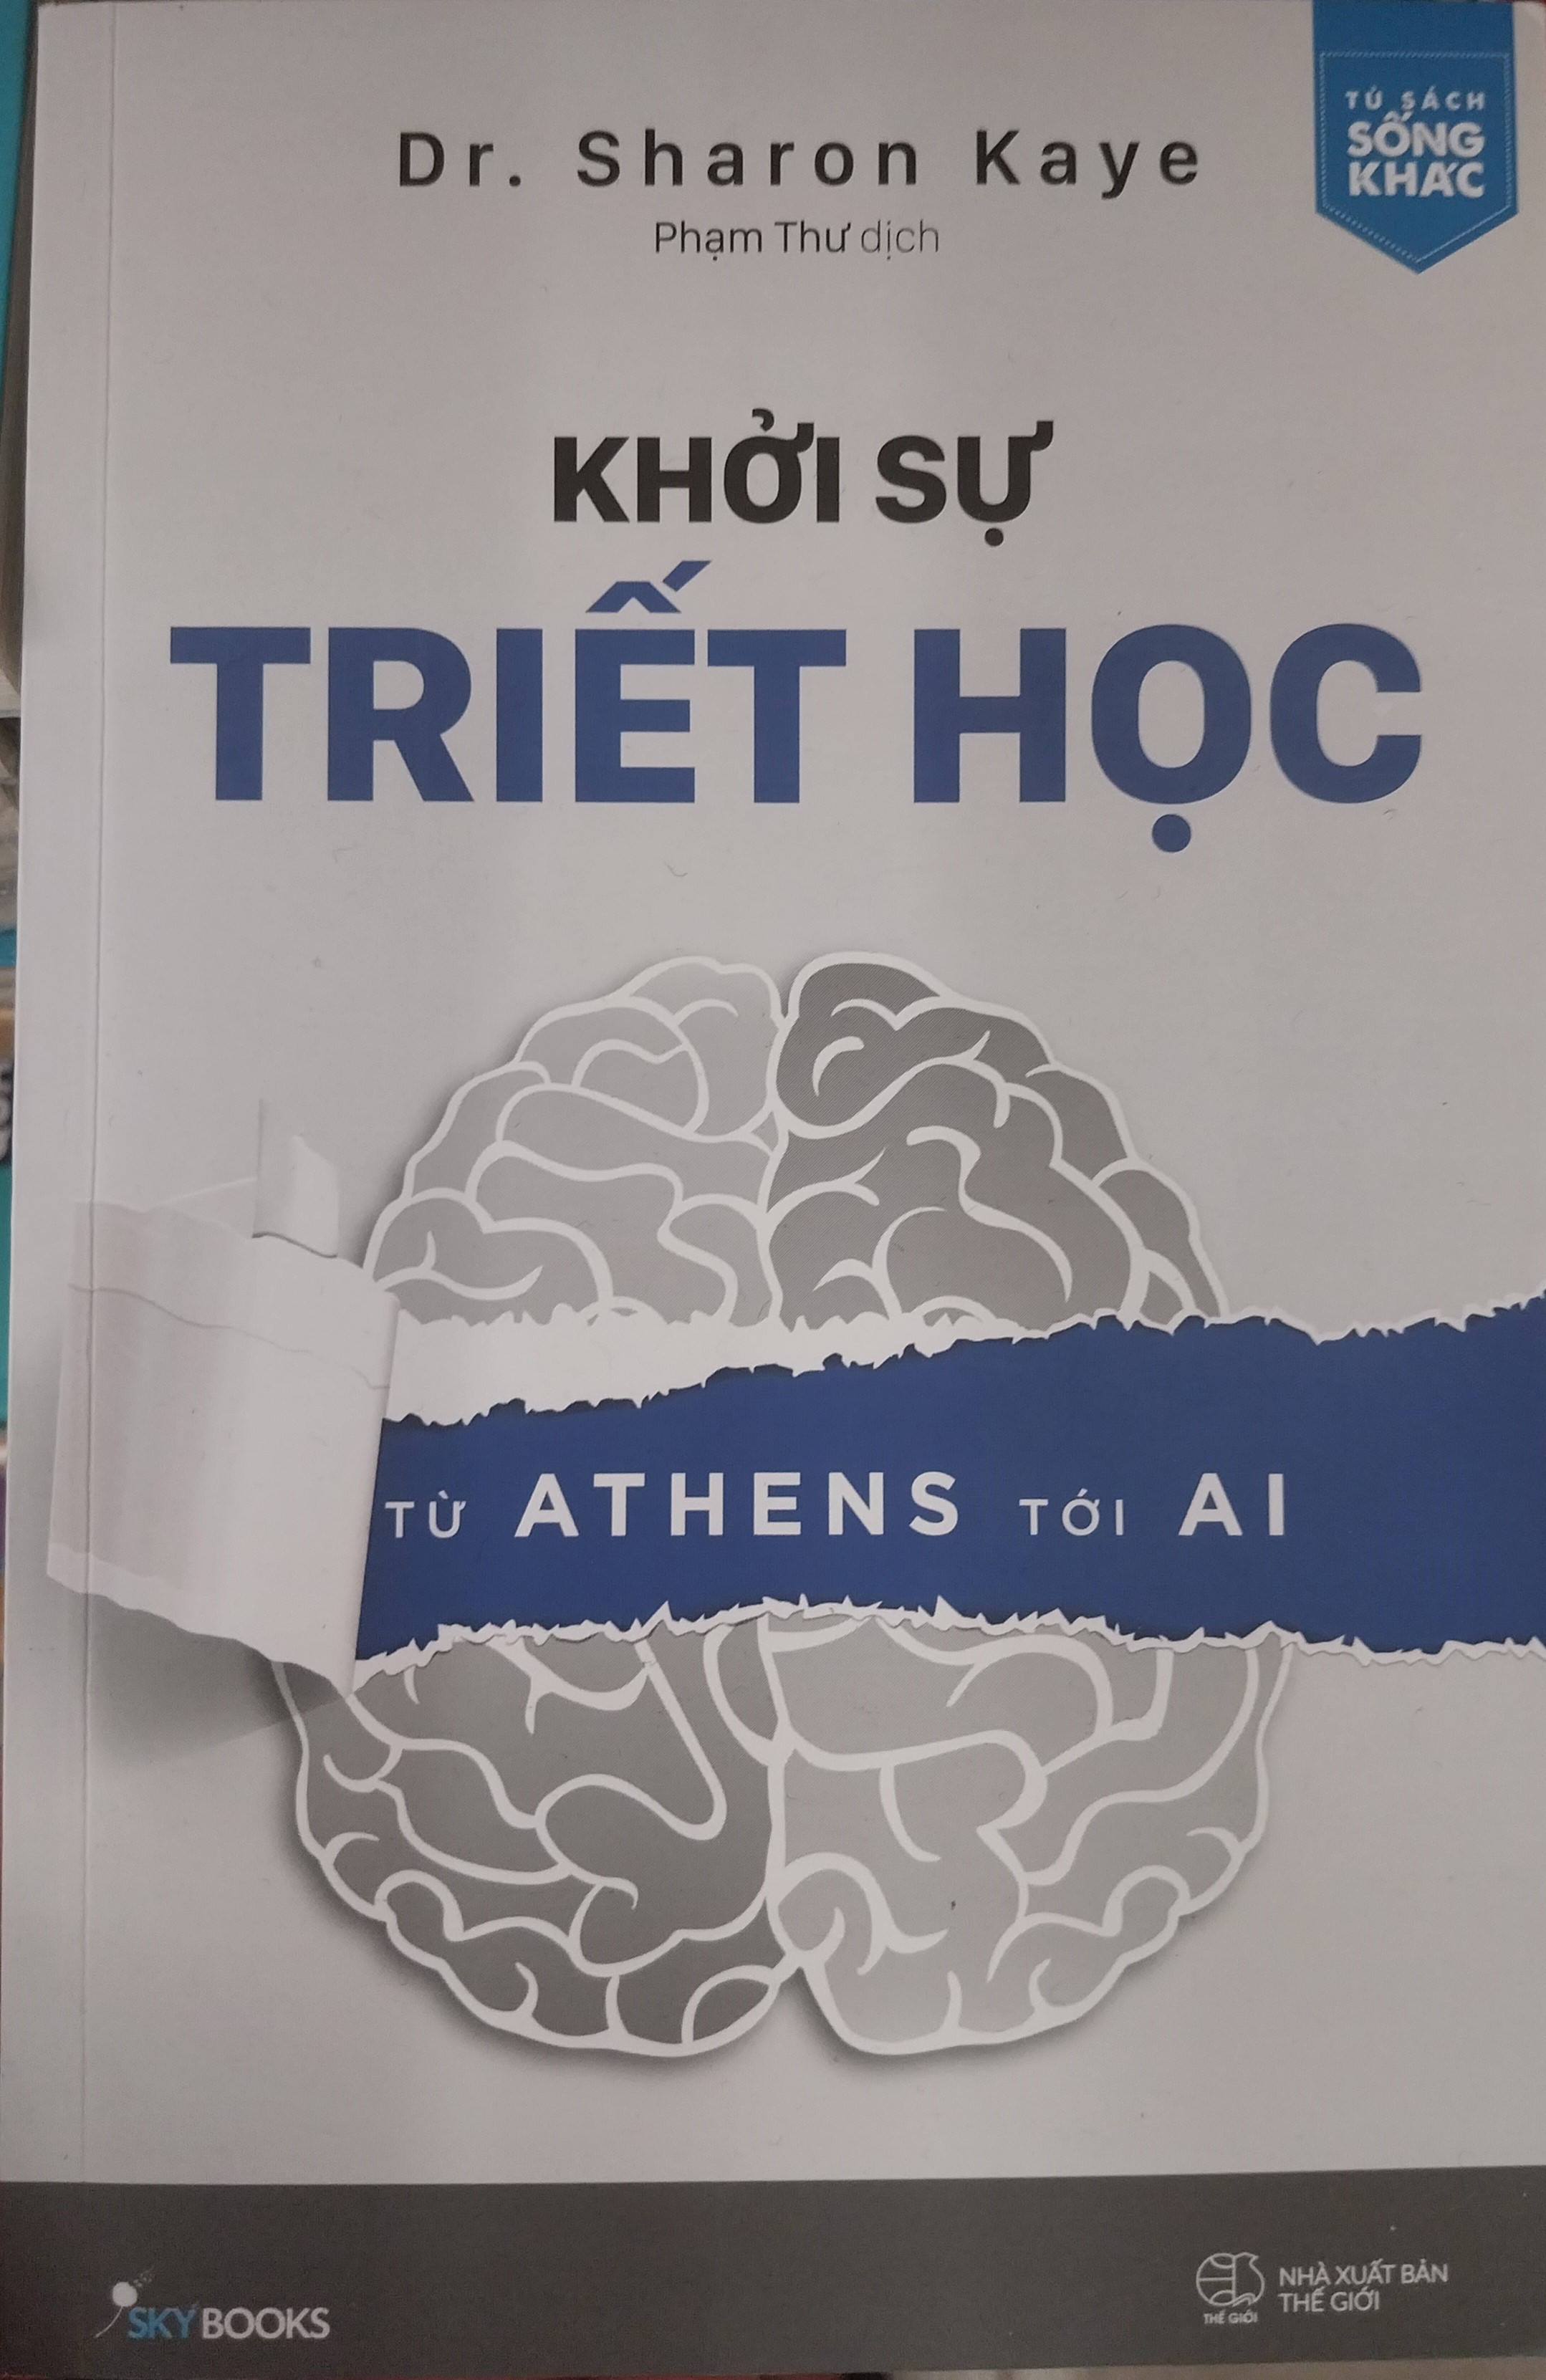 TỦ SÁCH
SỐNG
KHÁC
Dr. Sharon Kaye
Phạm Thư dịch
KHỞI SỰ
TRIẾT HỌC
TỪ ATHENS TỚI AI
SKYBOOKS
THẾ GIỚI
NHÀ XUẤT BẢN
THẾ GIỚI